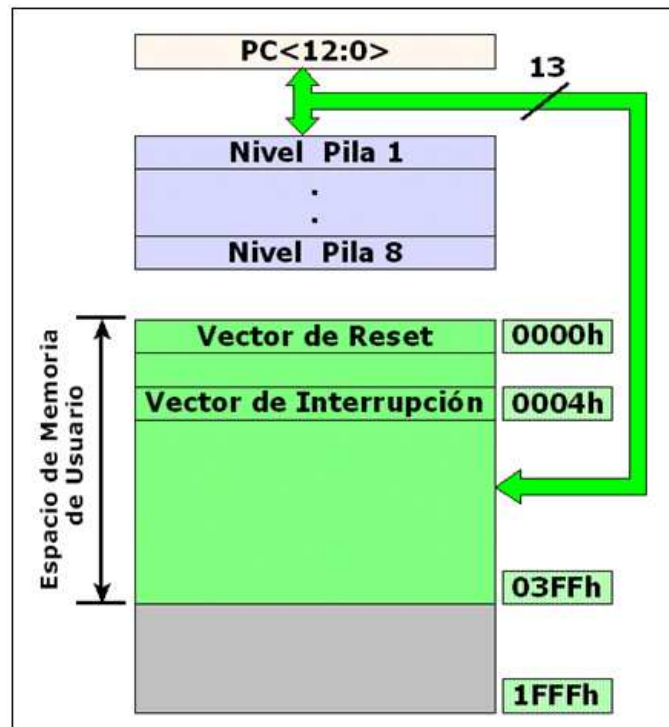 PC<12:0>
13
Nivel Pila 1
.
.
Nivel Pila 8
Vector de Reset
0000h
Vector de Interrupción
0004h
Espacio de Memoria
de Usuario
03FFh
1FFFh